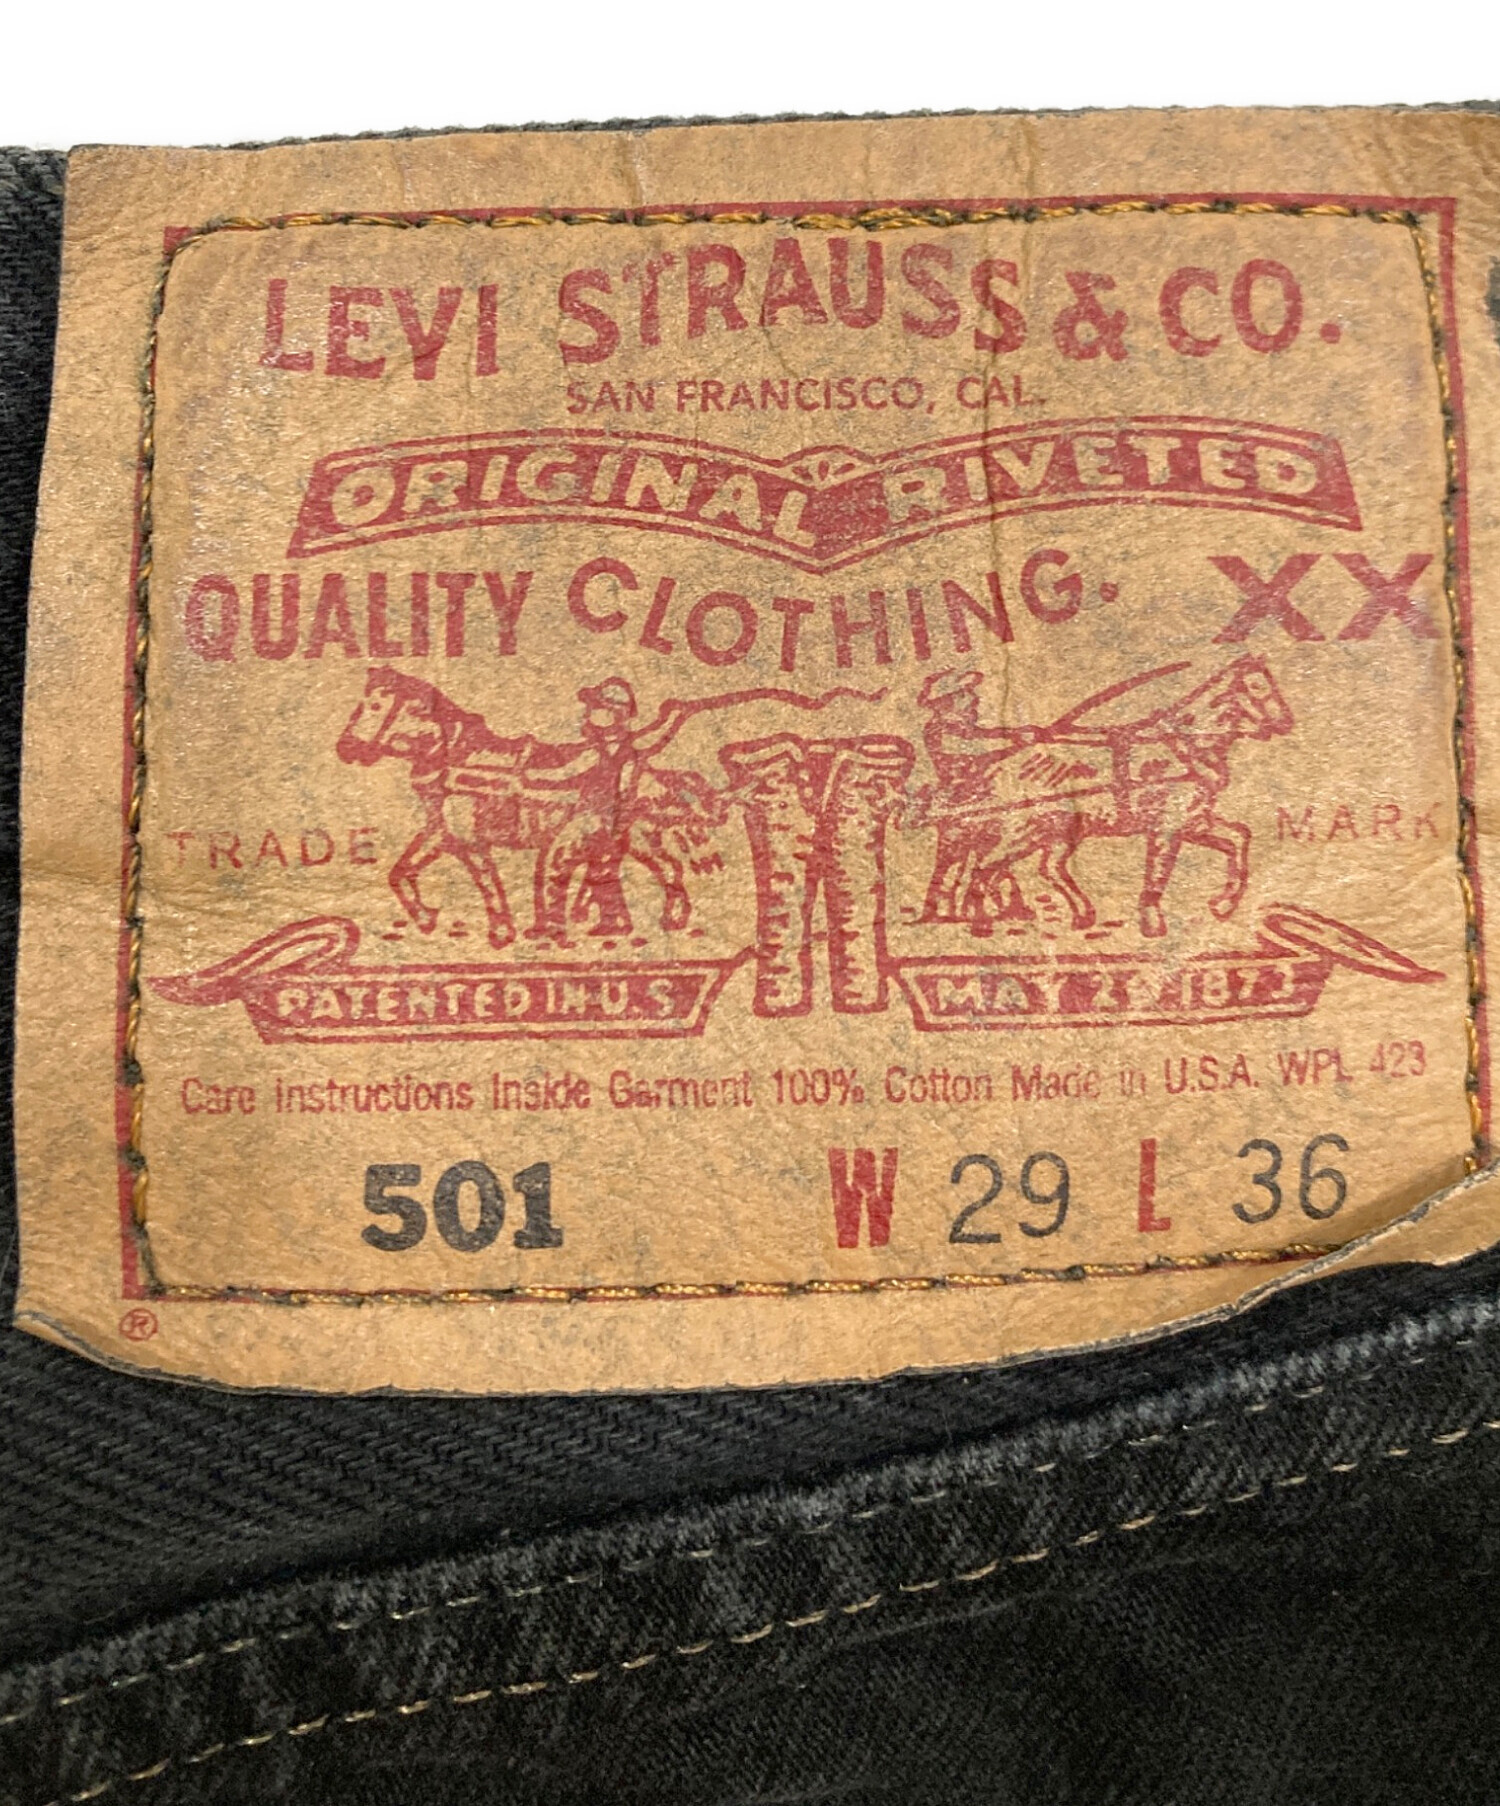 LEVI STRAUSS & CO.
SAN FRANCISCO, CAL.
ORIGINAL RIVETED
QUALITY CLOTHING. XX
TRADE MARK
PATENTED IN U.S MAY 20 1873
Care Instructions Inside Garment 100% Cotton Made in U.S.A. WPL 423
501 W 29 L 36
®